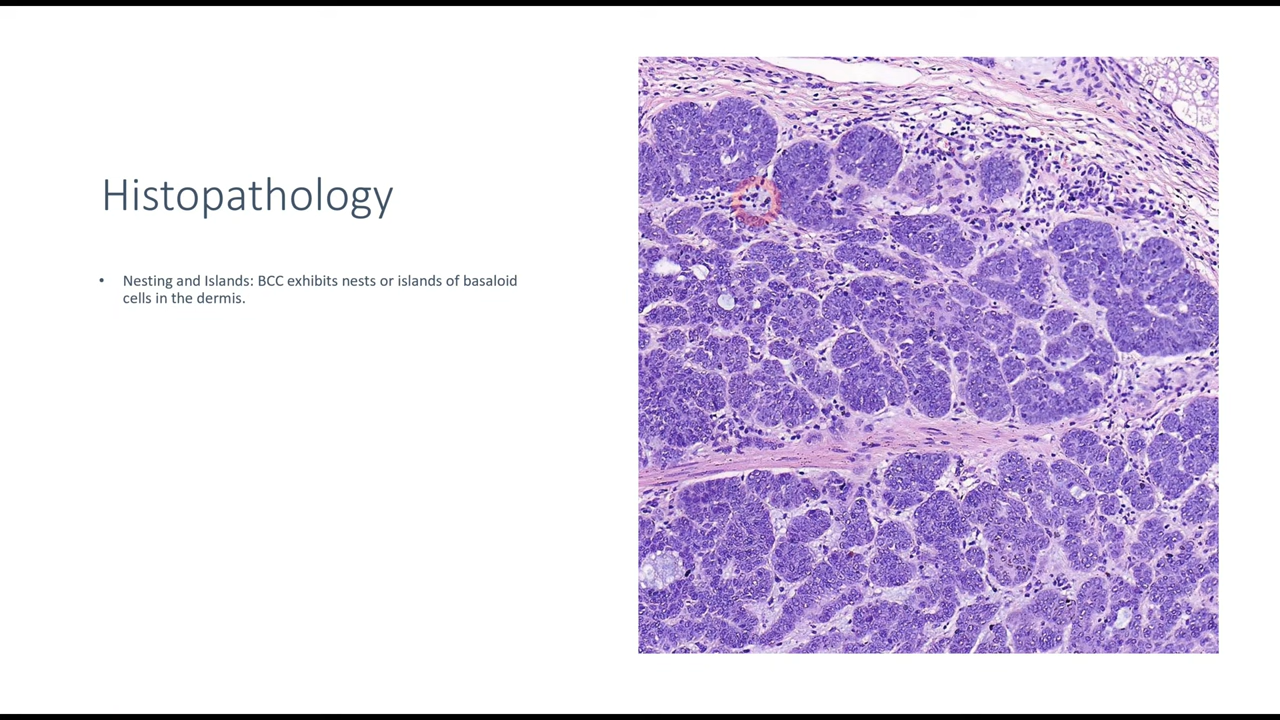 Histopathology
• Nesting and Islands: BCC exhibits nests or islands of basaloid
cells in the dermis.